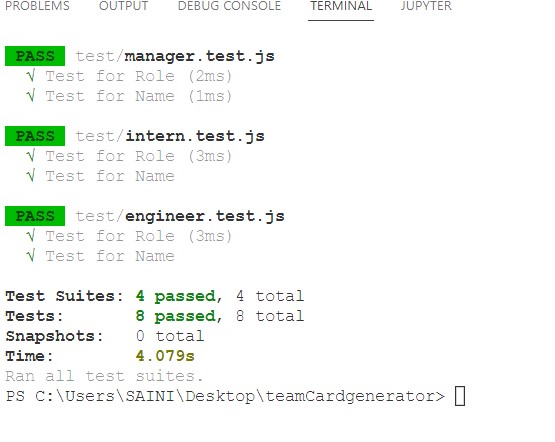 PROBLEMS OUTPUT DEBUG CONSOLE TERMINAL JUPYTER
PASS test/manager.test.js
√ Test for Role (2ms)
√ Test for Name (1ms)
PASS test/intern.test.js
√ Test for Role (3ms)
√ Test for Name
PASS test/engineer.test.js
√ Test for Role (3ms)
√ Test for Name
Test Suites: 4 passed, 4 total
Tests: 8 passed, 8 total
Snapshots: 0 total
Time: 4.079s
Ran all test suites.
PS C:\Users\SAINI\Desktop\teamCardgenerator>